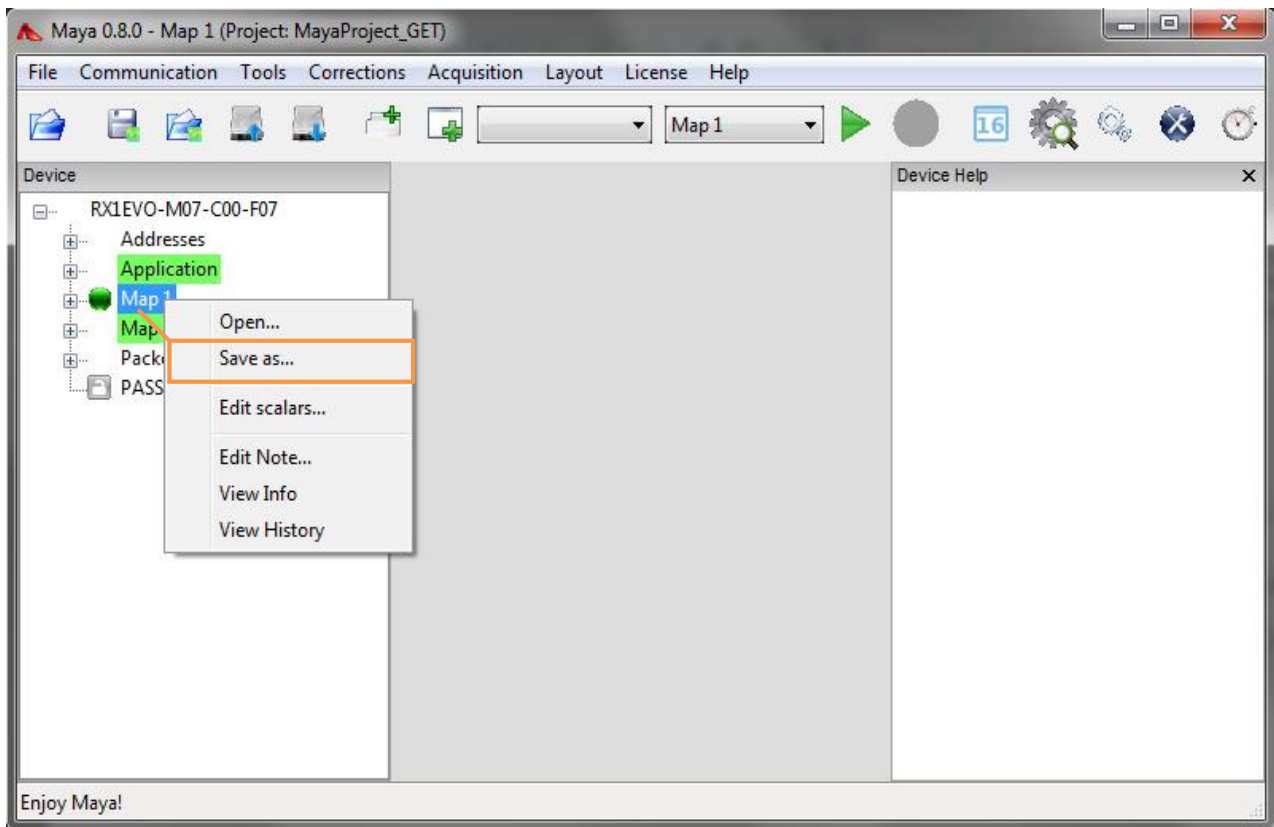 Maya 0.8.0 - Map 1 (Project: MayaProject_GET)
File Communication Tools Corrections Acquisition Layout License Help
Map 1
16
Device
Device Help
RX1EVO-M07-C00-F07
Addresses
Application
Map 1
Map
Open...
Save as...
PASS
Edit scalars...
Edit Note...
View Info
View History
Enjoy Maya!